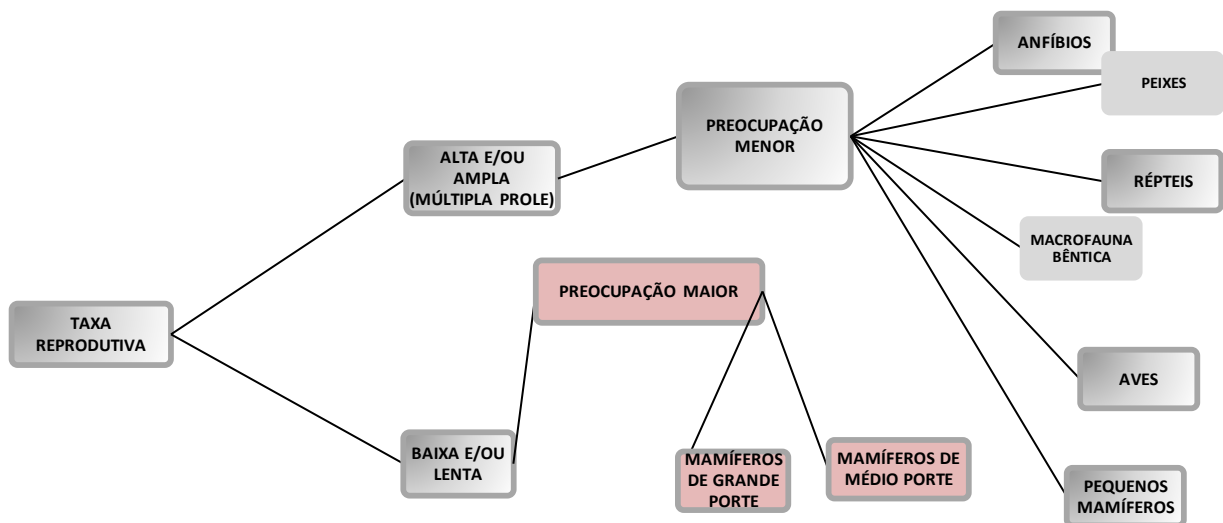 ANFÍBIOS
PEIXES
PREOCUPAÇÃO
MENOR
ALTA E/OU
AMPLA
(MÚLTIPLA PROLE)
RÉPTEIS
MACROFAUNA
BÊNTICA
PREOCUPAÇÃO MAIOR
TAXA
REPRODUTIVA
AVES
BAIXA E/OU
LENTA
MAMÍFEROS
DE GRANDE
PORTE
MAMÍFEROS DE
MÉDIO PORTE
PEQUENOS
MAMÍFEROS